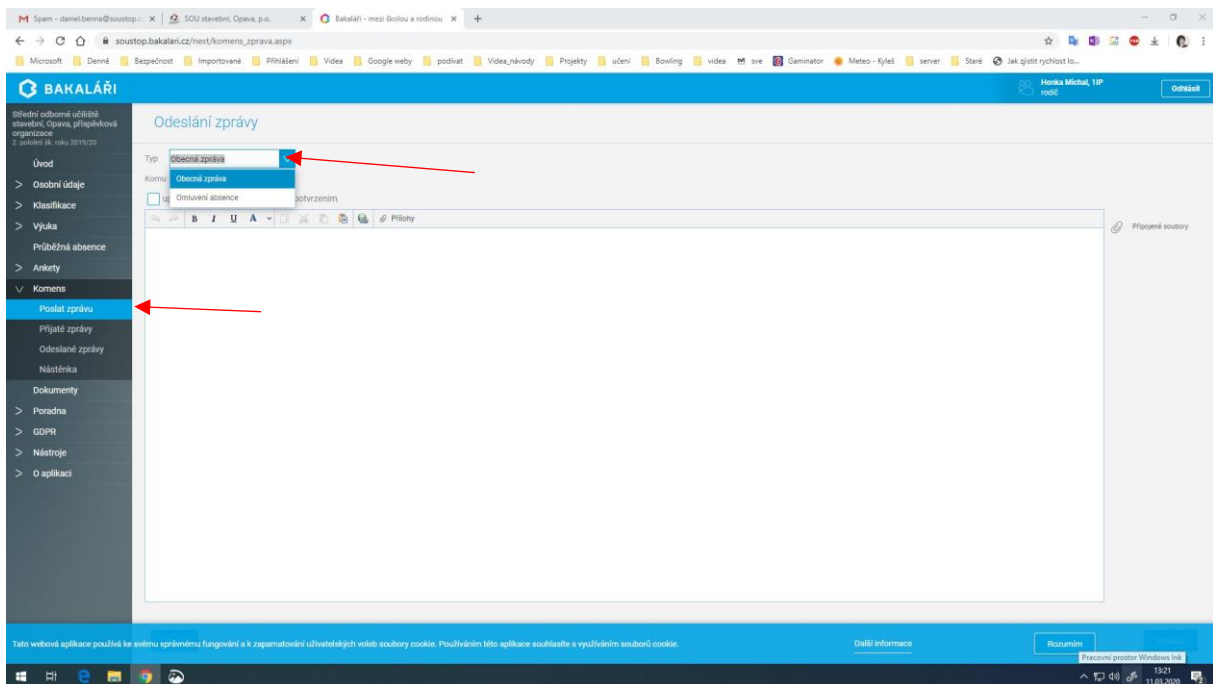 Spam - daniel.benna@soustop.c
SOU stavební, Opava, p.o.
Bakaláři - mezi školou a rodinou
soustop.bakalari.cz/next/komens_zprava.aspx
Microsoft Denně Bezpečnost Importované Přihlášení Videa Google weby podívat Videa_návody Projekty učení Bowling videa sve Gaminator Meteo - Kyleš server Staré Jak zjistit rychlost lo...
BAKALÁŘI
Honka Michal, 1IP
rodič
Odhlásit
Střední odborné učiliště
stavební, Opava, příspěvková
organizace
2. pololetí šk. roku 2019/20
Odeslání zprávy
Úvod
Osobní údaje
Klasifikace
Výuka
Průběžná absence
Ankety
Komens
Poslat zprávu
Přijaté zprávy
Odeslané zprávy
Nástěnka
Dokumenty
Poradna
GDPR
Nástroje
O aplikaci
Typ Obecná zpráva
Komu Obecná zpráva
Omluvení absence
potvrzením
B I U A Přílohy
Připojené soubory
Tato webová aplikace používá ke svému správnému fungování a k zapamatování uživatelských voleb soubory cookie. Používáním této aplikace souhlasíte s využíváním souborů cookie.
Další informace
Rozumím
Pracovní prostor Windows Ink
13:21
11.03.2020